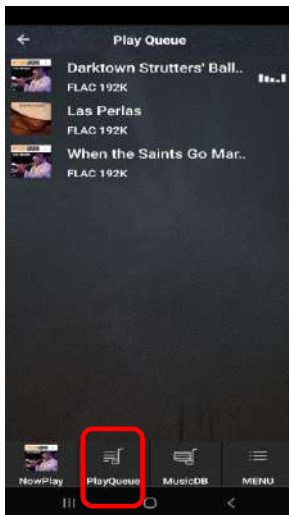 Play Queue
Darktown Strutters' Ball..
FLAC 192K
Las Perlas
FLAC 192K
When the Saints Go Mar..
FLAC 192K
NowPlay PlayQueue MusicDB MENU